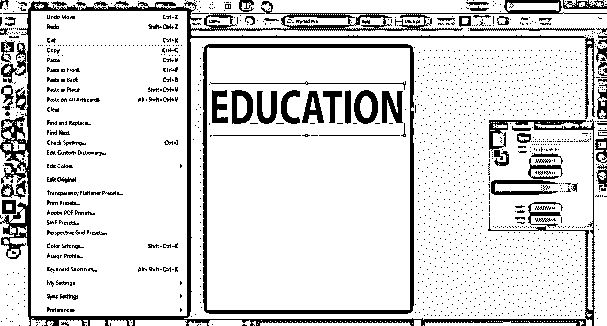 Undo Move Ctrl+Z
Redo Shift+Ctrl+Z
Cut Ctrl+X
Copy Ctrl+C
Paste Ctrl+V
Paste in Front Ctrl+F
Paste in Back Ctrl+B
Paste in Place Shift+Ctrl+V
Paste on All Artboards Alt+Shift+Ctrl+V
Clear
EDUCATION
Find and Replace...
Find Next
Check Spelling... Ctrl+I
Edit Custom Dictionary...
Edit Colors
Edit Original
Transparency Flattener Presets...
Print Presets...
Adobe PDF Presets...
SWF Presets...
Perspective Grid Presets...
Color Settings... Shift+Ctrl+K
Assign Profile...
Keyboard Shortcuts... Alt+Shift+Ctrl+K
My Settings
Sync Settings
Preferences